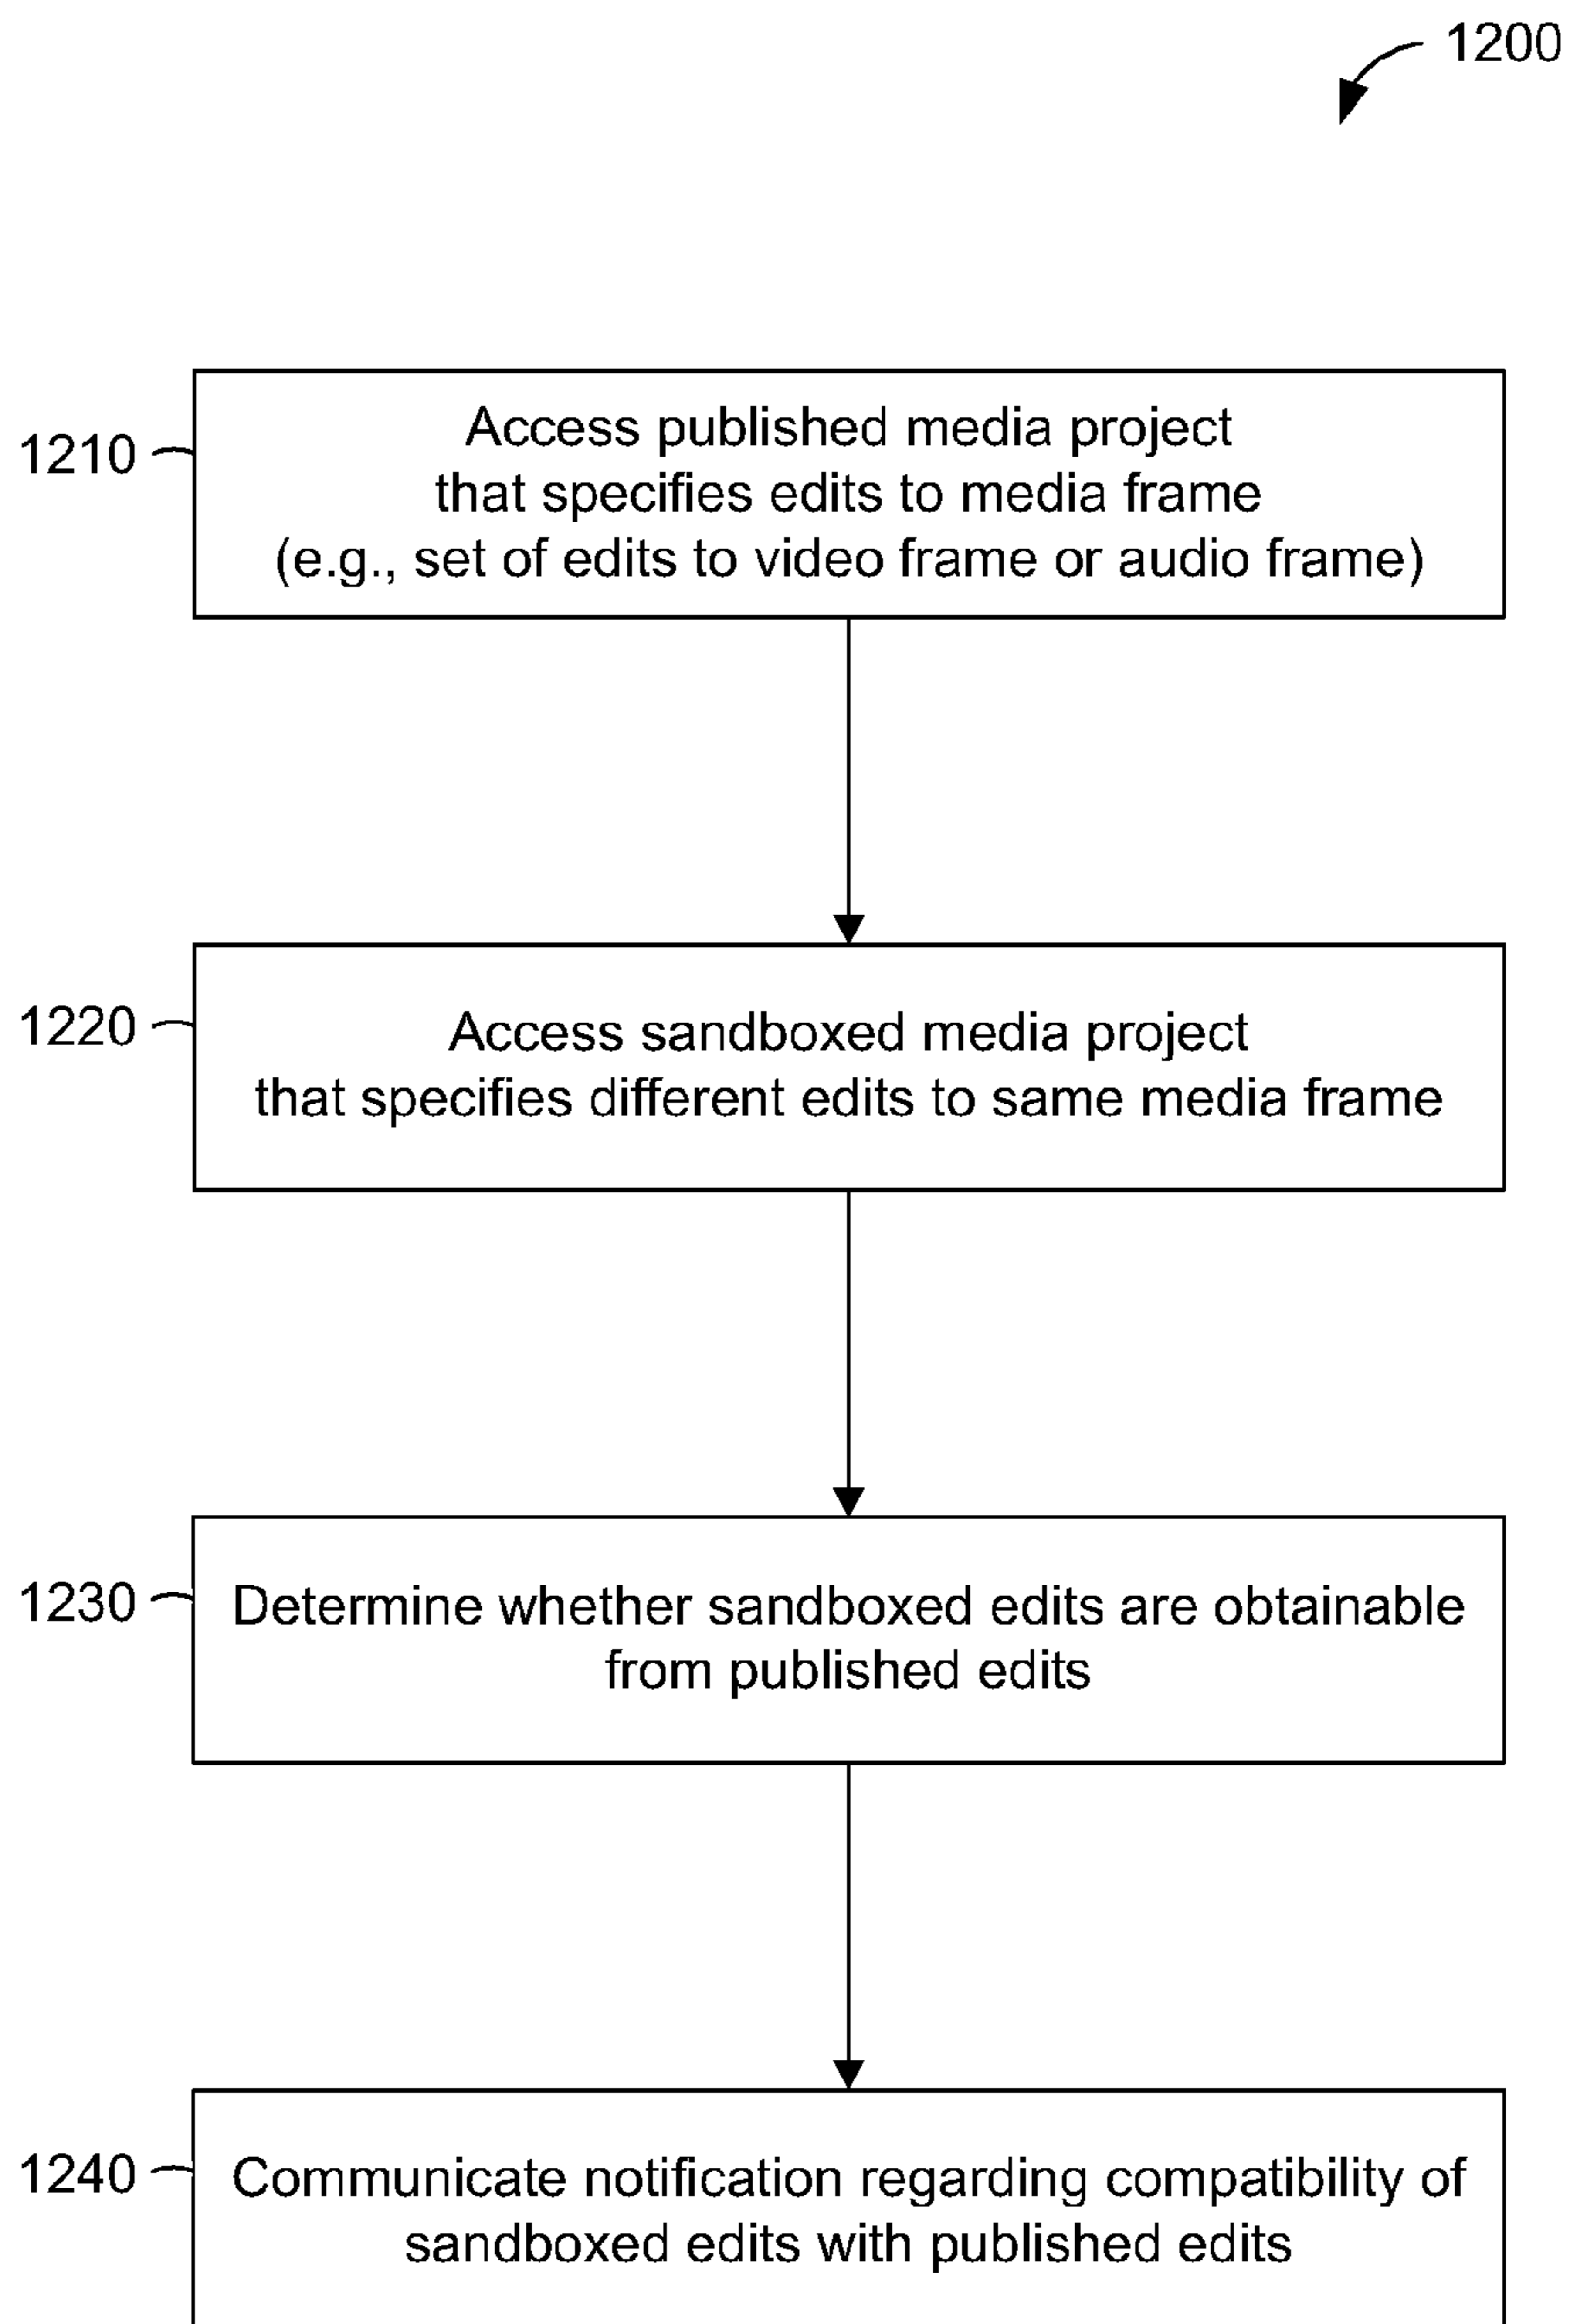 1200
1210
Access published media project
that specifies edits to media frame
(e.g., set of edits to video frame or audio frame)
1220
Access sandboxed media project
that specifies different edits to same media frame
1230
Determine whether sandboxed edits are obtainable
from published edits
1240
Communicate notification regarding compatibility of
sandboxed edits with published edits